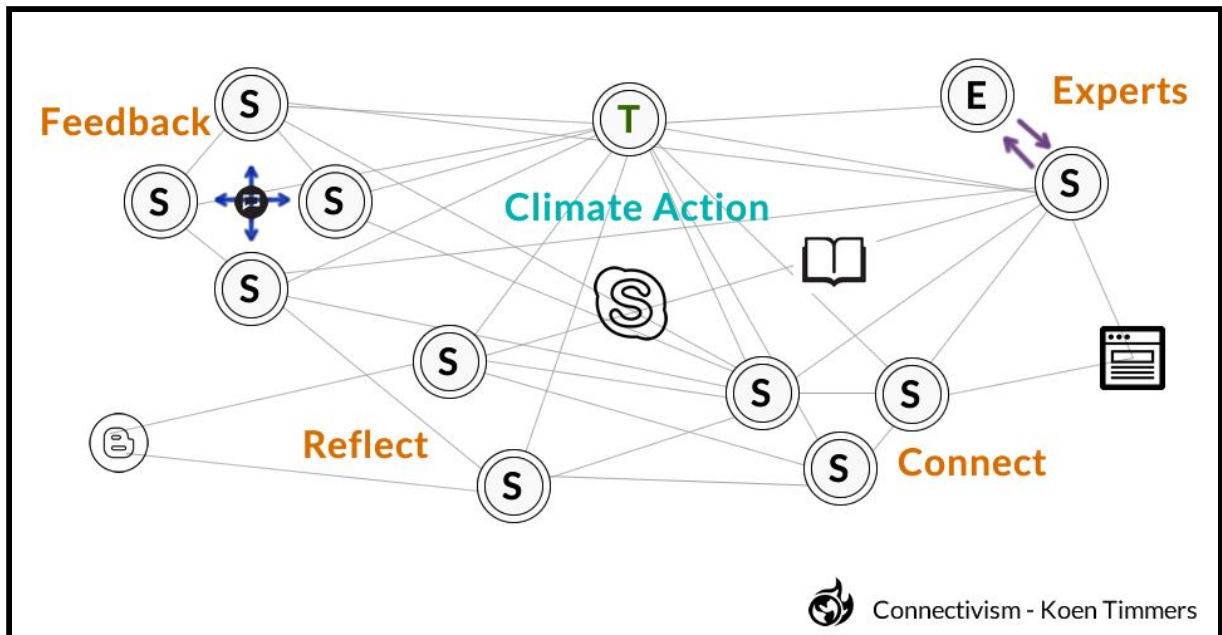 S
Feedback
T
E
Experts
S
S
S
S
Climate Action
S
S
S
S
S
S
B
Reflect
S
S
Connect
Connectivism - Koen Timmers